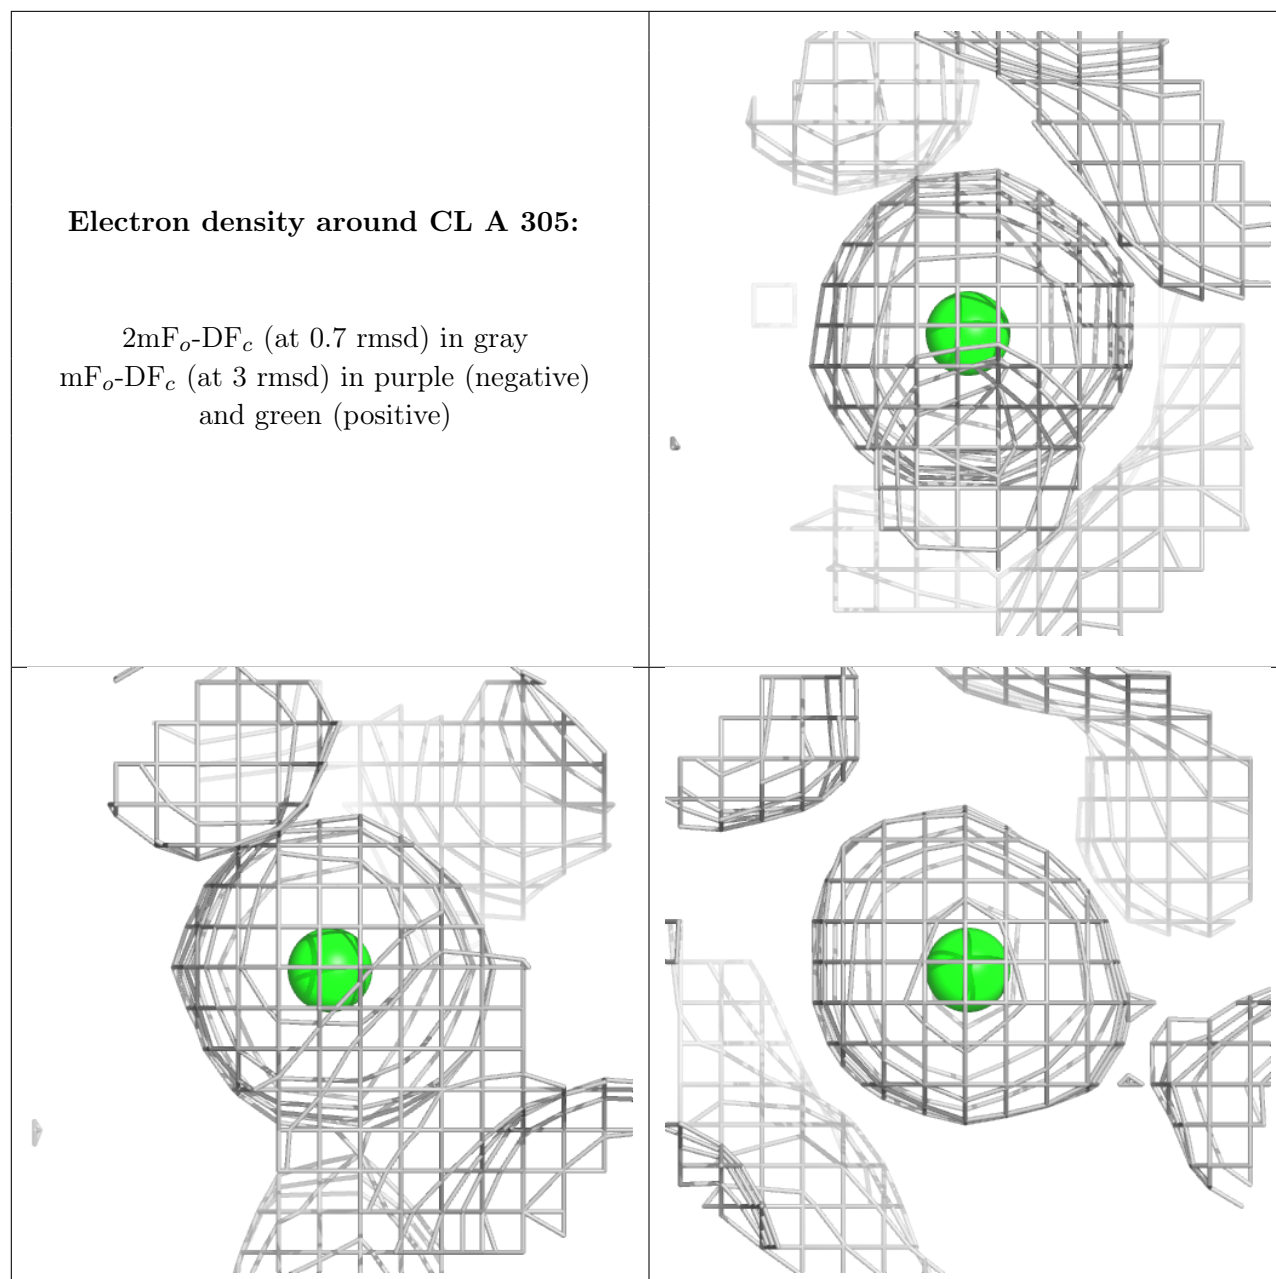 Electron density around CL A 305:
2mFo-DFc (at 0.7 rmsd) in gray
mFo-DFc (at 3 rmsd) in purple (negative)
and green (positive)